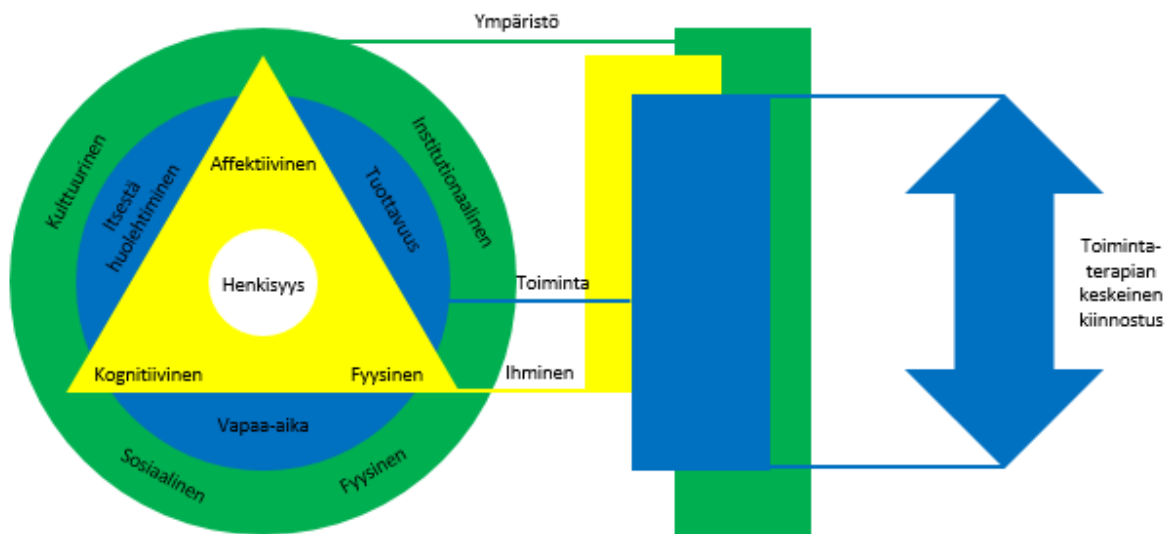 Ympäristö
Kulttuurinen
Institutionaalinen
Itsestä
huolehtiminen
Affektiivinen
Tuottavuus
Henkisyys
Toiminta
Toiminta-
terapian
keskeinen
kiinnostus
Kognitiivinen
Fyysinen
Ihminen
Vapaa-aika
Sosiaalinen
Fyysinen